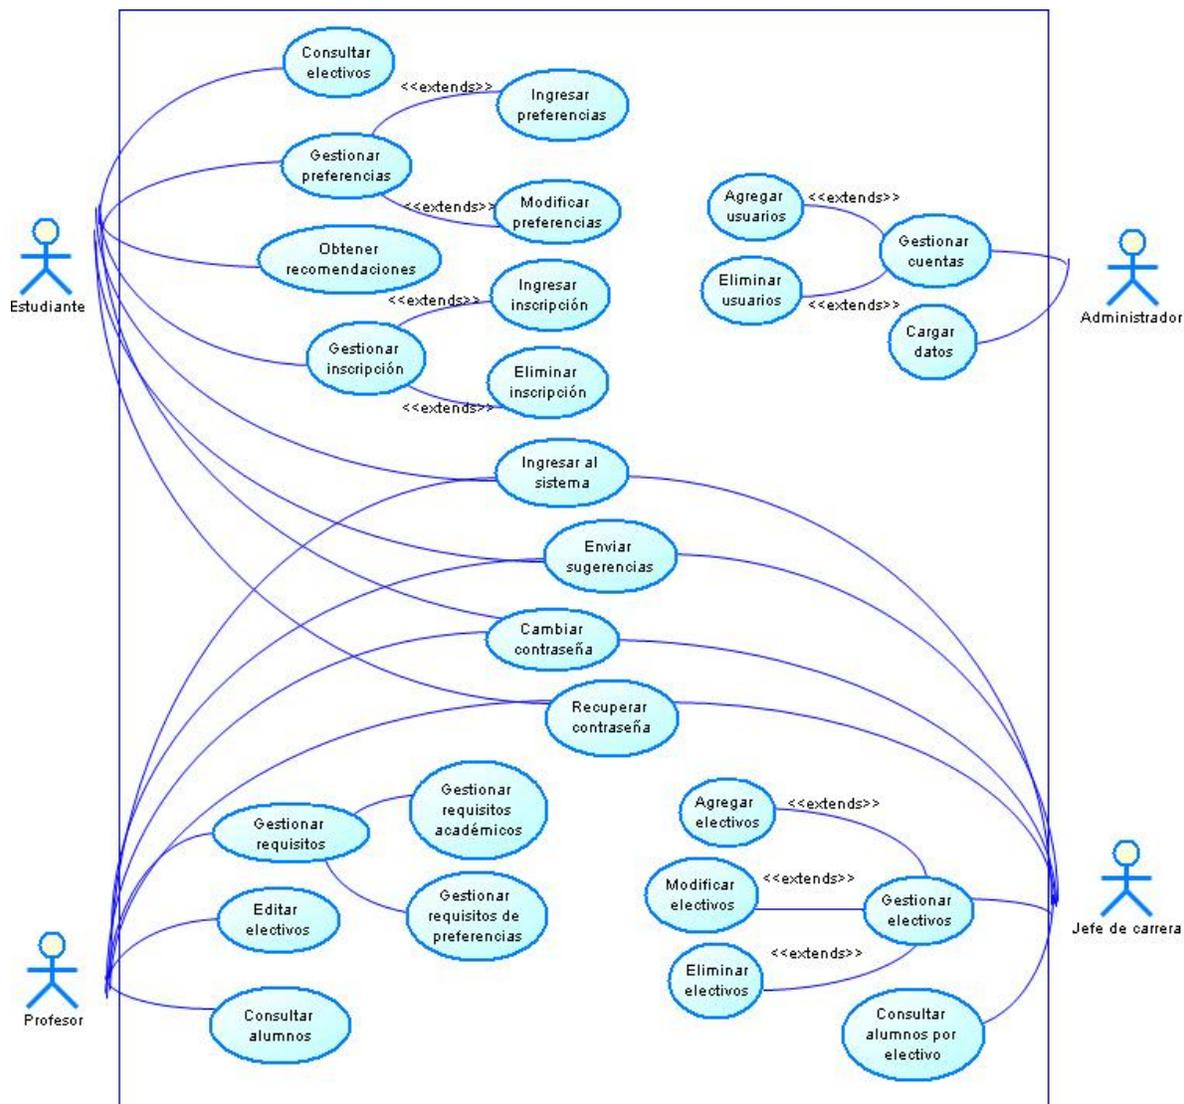 Consultar
electivos
<<extends>>
Ingresar
preferencias
Gestionar
preferencias
<<extends>>
Modificar
preferencias
Obtener
recomendaciones
Estudiante
<<extends>>
Ingresar
inscripción
Gestionar
inscripción
Eliminar
inscripción
<<extends>>
Agregar
usuarios
<<extends>>
Gestionar
cuentas
Eliminar
usuarios
<<extends>>
Cargar
datos
Administrador
Ingresar al
sistema
Enviar
sugerencias
Cambiar
contraseña
Recuperar
contraseña
Gestionar
requisitos
Gestionar
requisitos
académicos
Gestionar
requisitos de
preferencias
Editar
electivos
Consultar
alumnos
Profesor
Agregar
electivos
<<extends>>
Modificar
electivos
<<extends>>
Gestionar
electivos
Eliminar
electivos
<<extends>>
Consultar
alumnos por
electivo
Jefe de carrera